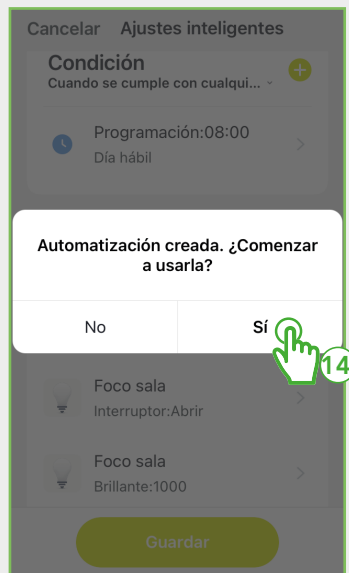 Cancelar Ajustes inteligentes
Condición
Cuando se cumple con cualqui...
Programación:08:00
Día hábil
Automatización creada. ¿Comenzar
a usarla?
No Sí
14
Foco sala
Interruptor:Abrir
Foco sala
Brillante:1000
Guardar